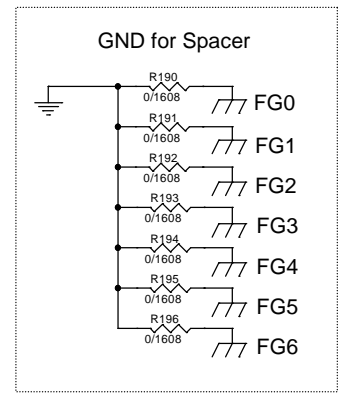 GND for Spacer
R190
0/1608
FG0
R191
0/1608
FG1
R192
0/1608
FG2
R193
0/1608
FG3
R194
0/1608
FG4
R195
0/1608
FG5
R196
0/1608
FG6